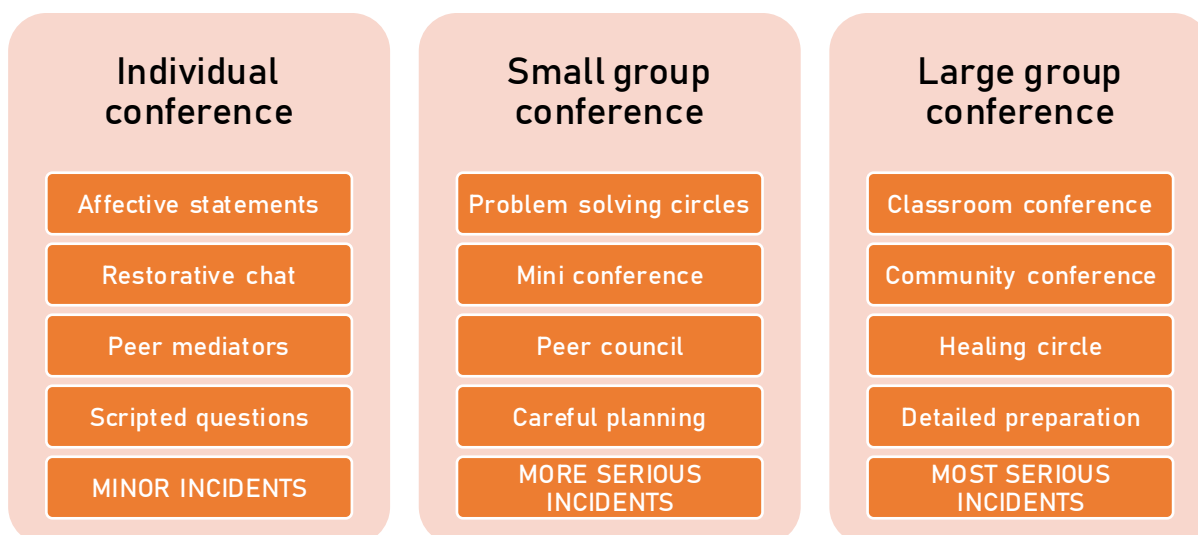 Individual
conference
Affective statements
Restorative chat
Peer mediators
Scripted questions
MINOR INCIDENTS
Small group
conference
Problem solving circles
Mini conference
Peer council
Careful planning
MORE SERIOUS
INCIDENTS
Large group
conference
Classroom conference
Community conference
Healing circle
Detailed preparation
MOST SERIOUS
INCIDENTS